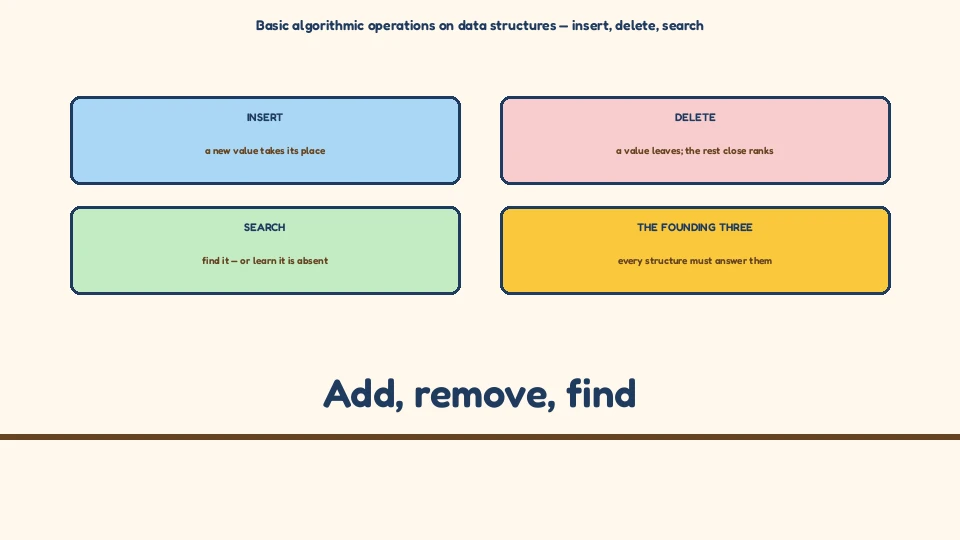 Basic algorithmic operations on data structures – insert, delete, search
INSERT
a new value takes its place
DELETE
a value leaves; the rest close ranks
SEARCH
find it – or learn it is absent
THE FOUNDING THREE
every structure must answer them
Add, remove, find